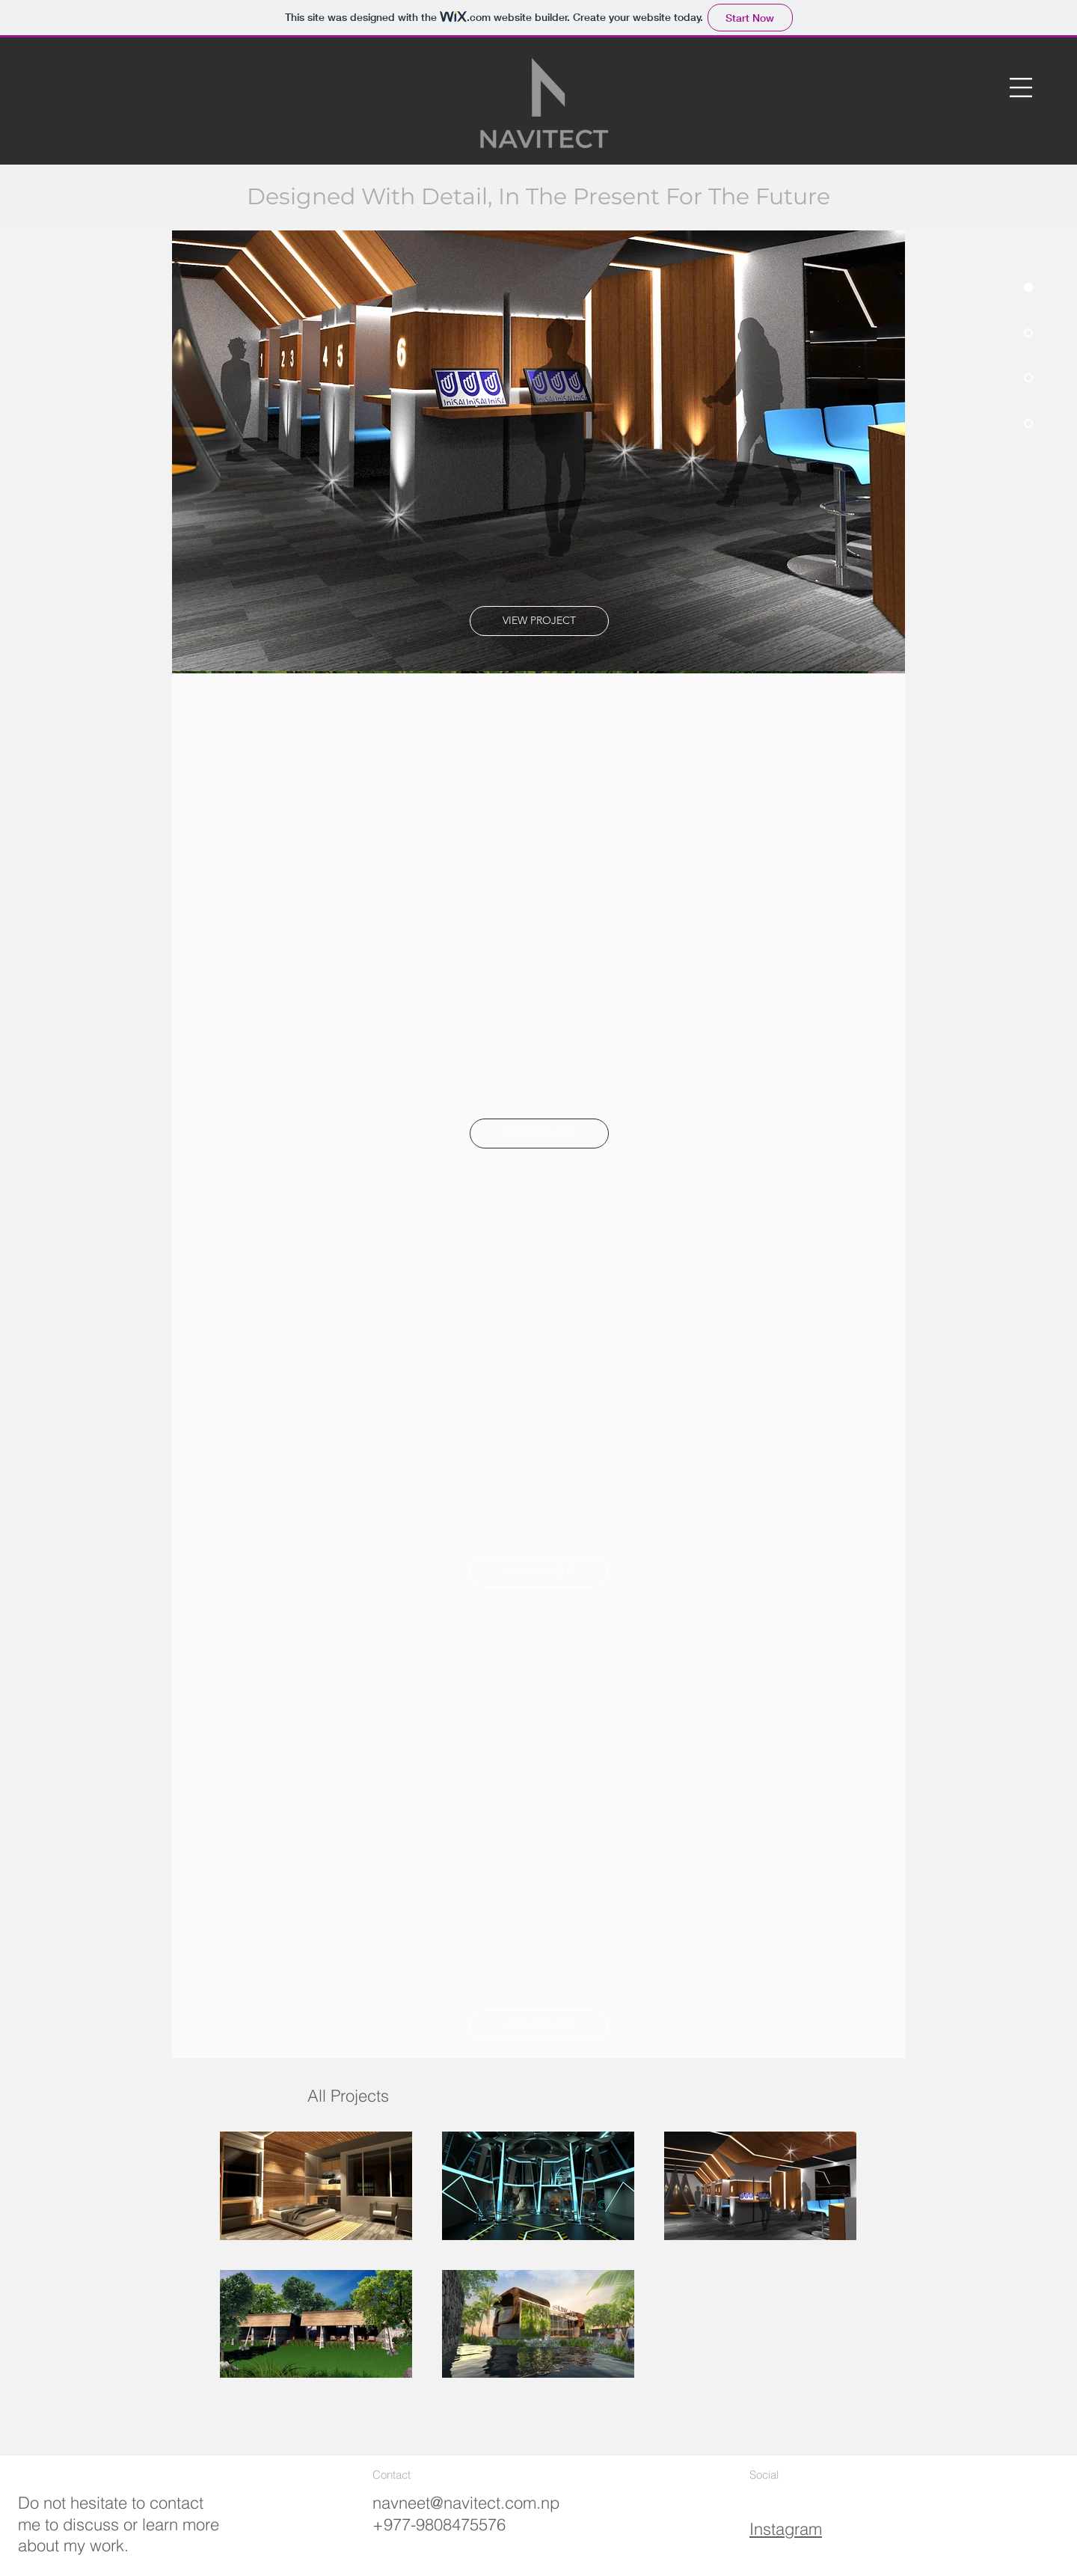 This site was designed with the WiX.com website builder. Create your website today. Start Now
NAVITECT
Designed With Detail, In The Present For The Future
1 2 3 4 5 6
VIEW PROJECT
All Projects
Contact
Social
Do not hesitate to contact
me to discuss or learn more
about my work.
navneet@navitect.com.np
+977-9808475576
Instagram